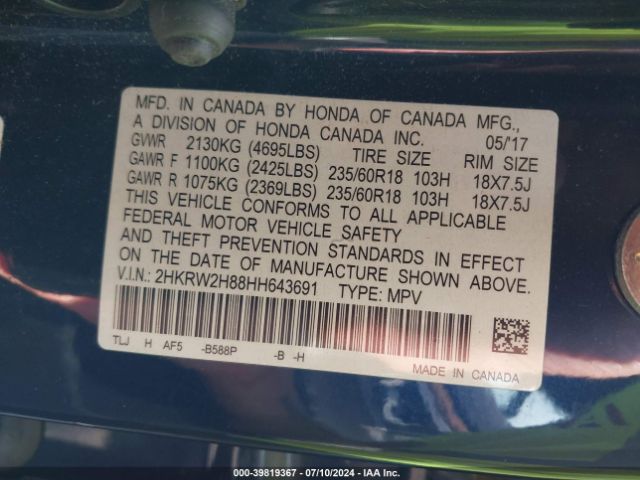 MFD. IN CANADA BY HONDA OF CANADA MFG.,
A DIVISION OF HONDA CANADA INC. 05/'17
GVWR 2130KG (4695LBS) TIRE SIZE RIM SIZE
GAWR F 1100KG (2425LBS) 235/60R18 103H 18X7.5J
GAWR R 1075KG (2369LBS) 235/60R18 103H 18X7.5J
THIS VEHICLE CONFORMS TO ALL APPLICABLE
FEDERAL MOTOR VEHICLE SAFETY
AND THEFT PREVENTION STANDARDS IN EFFECT
ON THE DATE OF MANUFACTURE SHOWN ABOVE.
V.I.N.: 2HKRW2H88HH643691 TYPE: MPV
TLJ H AF5 -B588P -B -H
MADE IN CANADA
000-39819367 - 07/10/2024 - IAA Inc.